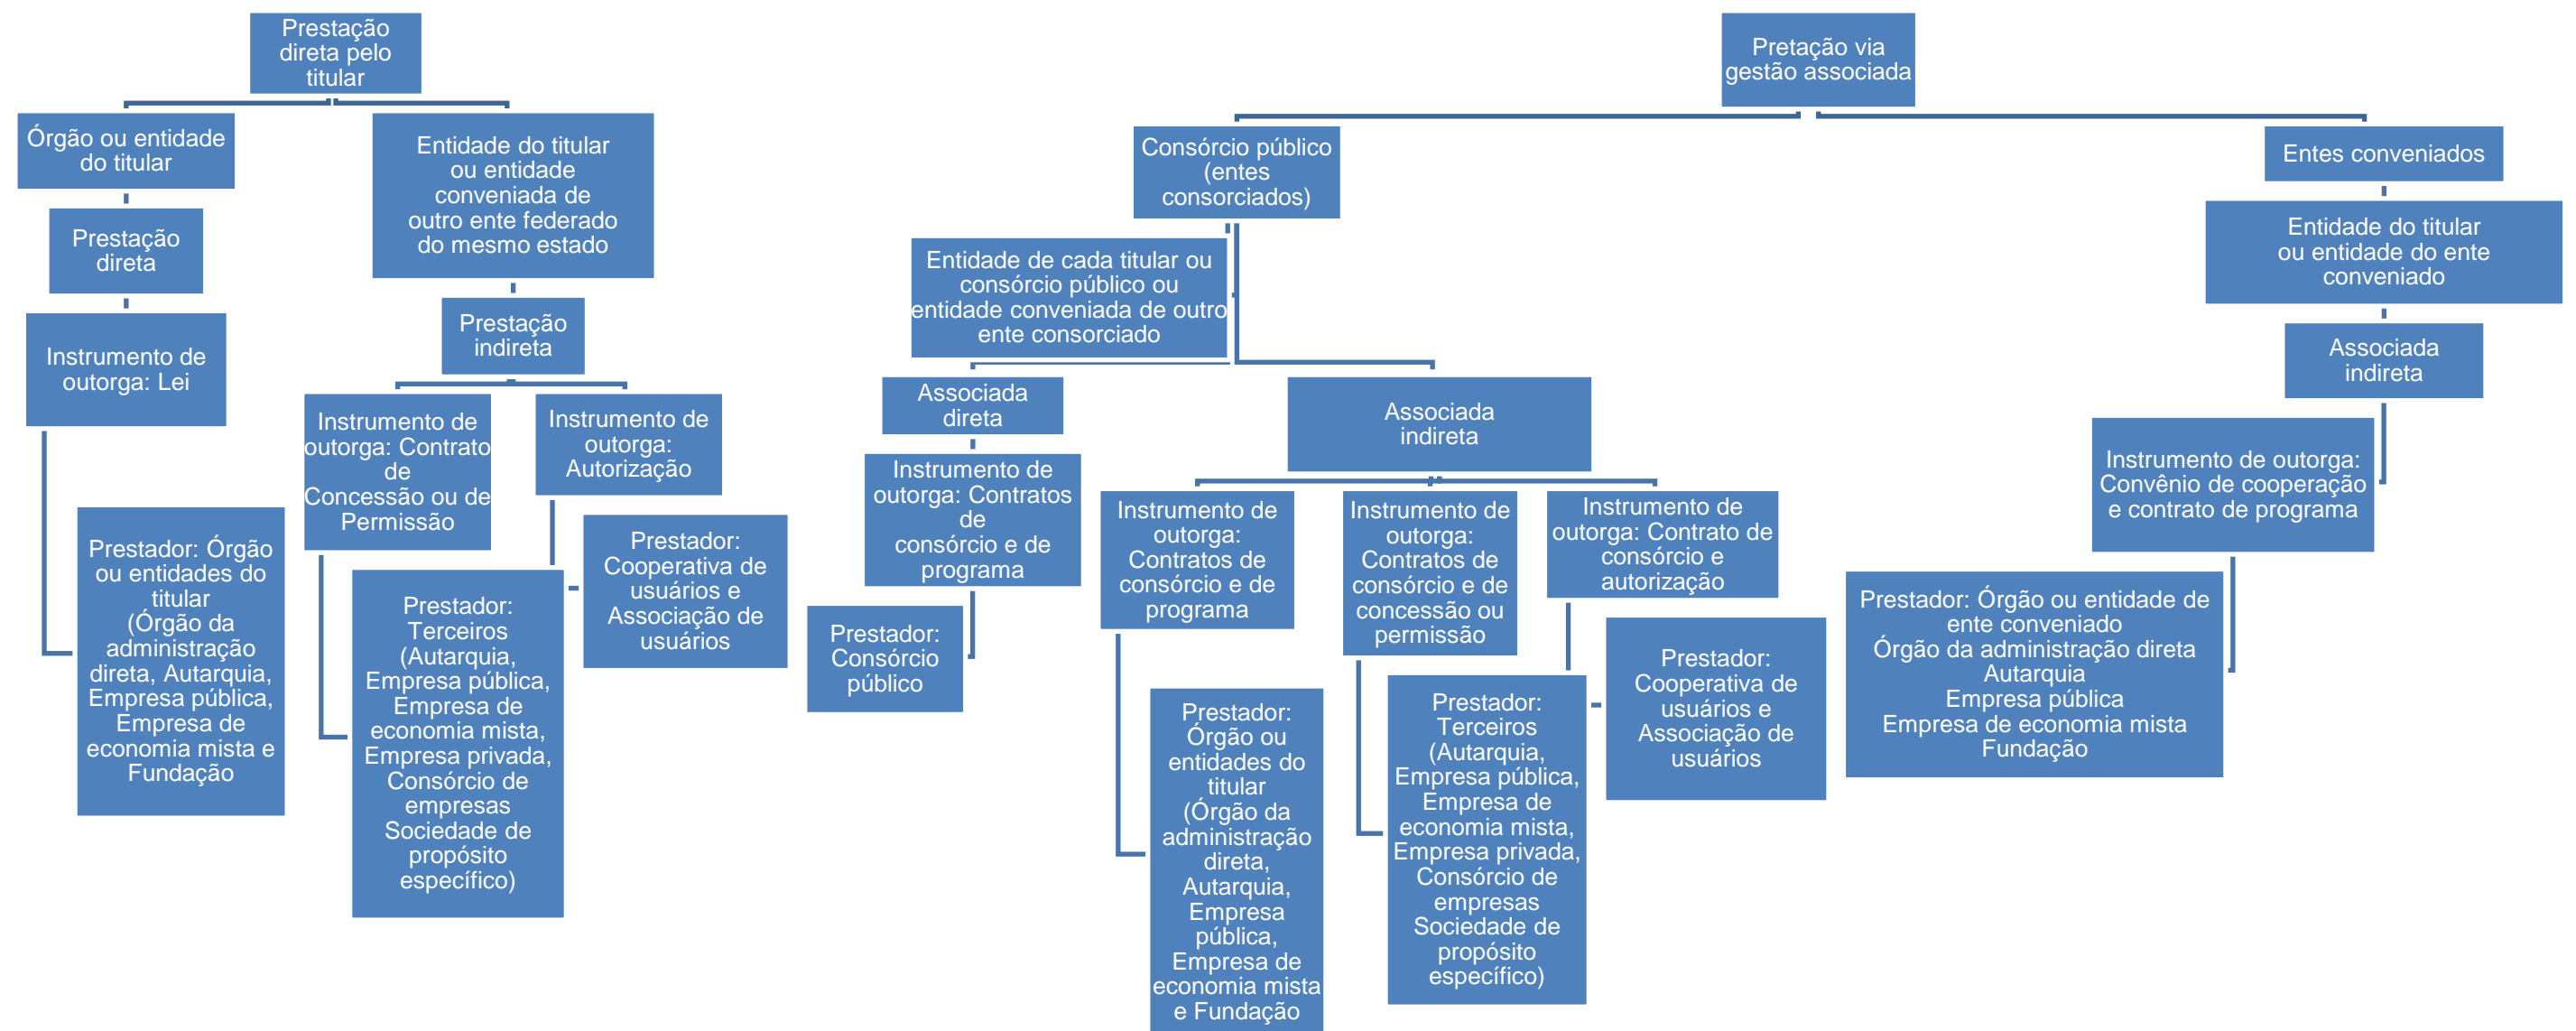 Prestação
direta pelo
titular
Órgão ou entidade
do titular
Prestação
direta
Instrumento de
outorga: Lei
Prestador: Órgão
ou entidades do
titular
(Órgão da
administração
direta, Autarquia,
Empresa pública,
Empresa de
economia mista e
Fundação
Entidade do titular
ou entidade
conveniada de
outro ente federado
do mesmo estado
Prestação
indireta
Instrumento de
outorga: Contrato
de
Concessão ou de
Permissão
Prestador:
Terceiros
(Autarquia,
Empresa pública,
Empresa de
economia mista,
Empresa privada,
Consórcio de
empresas
Sociedade de
propósito
específico)
Instrumento de
outorga:
Autorização
Prestador:
Cooperativa de
usuários e
Associação de
usuários
Pretação via
gestão associada
Consórcio público
(entes
consorciados)
Entidade de cada titular ou
consórcio público ou
entidade conveniada de outro
ente consorciado
Associada
direta
Instrumento de
outorga: Contratos
de
consórcio e de
programa
Prestador:
Consórcio
público
Associada
indireta
Instrumento de
outorga:
Contratos de
consórcio e de
programa
Prestador:
Órgão ou
entidades do
titular
(Órgão da
administração
direta,
Autarquia,
Empresa
pública,
Empresa de
economia mista
e Fundação
Instrumento de
outorga:
Contratos de
consórcio e de
concessão ou
permissão
Prestador:
Terceiros
(Autarquia,
Empresa pública,
Empresa de
economia mista,
Empresa privada,
Consórcio de
empresas
Sociedade de
propósito
específico)
Instrumento de
outorga: Contrato de
consórcio e
autorização
Prestador:
Cooperativa de
usuários e
Associação de
usuários
Entes conveniados
Entidade do titular
ou entidade do ente
conveniado
Associada
indireta
Instrumento de outorga:
Convênio de cooperação
e contrato de programa
Prestador: Órgão ou entidade de
ente conveniado
Órgão da administração direta
Autarquia
Empresa pública
Empresa de economia mista
Fundação